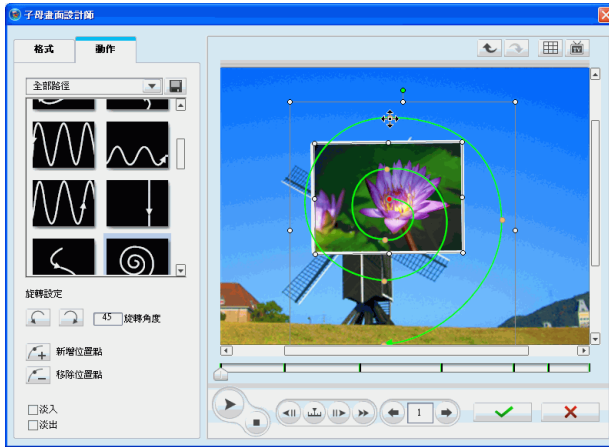 子母畫面設計師
格式
動作
全部路徑
旋轉設定
45
旋轉角度
新增位置點
移除位置點
淡入
淡出
TV
1